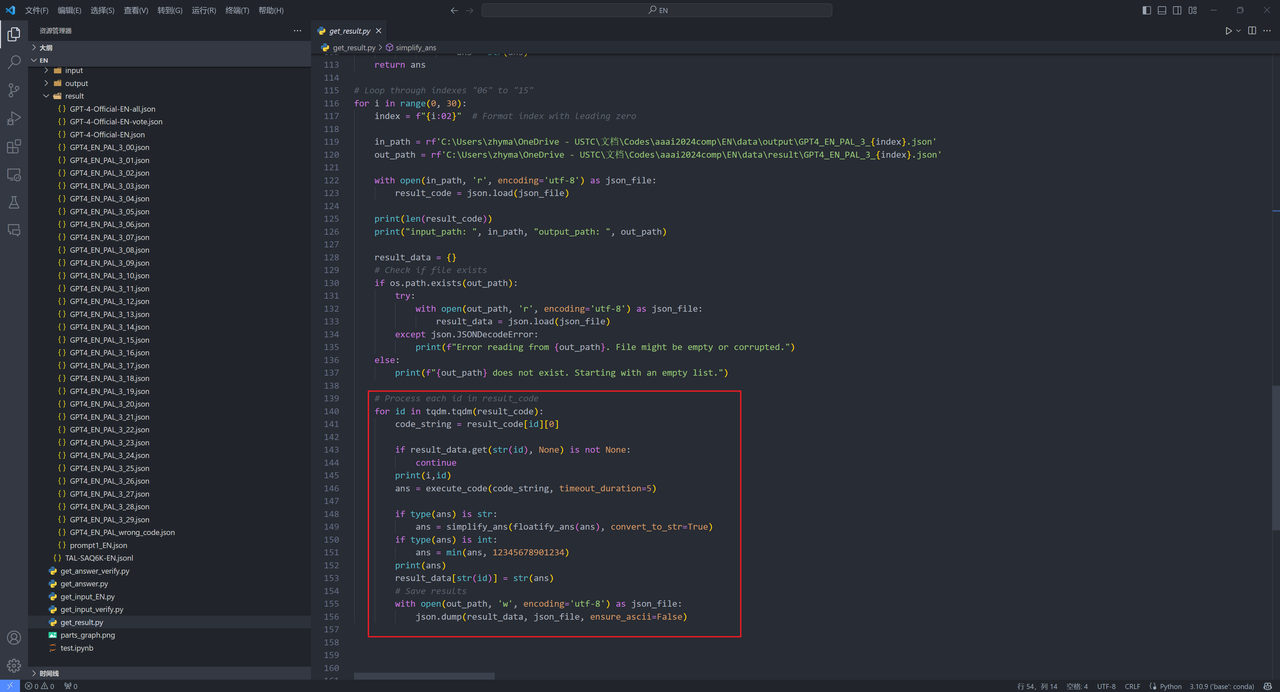 文件(F) 编辑(E) 选择(S) 查看(V) 转到(G) 运行(R) 终端(T) 帮助(H)
EN
资源管理器
大纲
EN
input
output
result
GPT-4-Official-EN-all.json
GPT-4-Official-EN-vote.json
GPT-4-Official-EN.json
GPT4_EN_PAL_3_00.json
GPT4_EN_PAL_3_01.json
GPT4_EN_PAL_3_02.json
GPT4_EN_PAL_3_03.json
GPT4_EN_PAL_3_04.json
GPT4_EN_PAL_3_05.json
GPT4_EN_PAL_3_06.json
GPT4_EN_PAL_3_07.json
GPT4_EN_PAL_3_08.json
GPT4_EN_PAL_3_09.json
GPT4_EN_PAL_3_10.json
GPT4_EN_PAL_3_11.json
GPT4_EN_PAL_3_12.json
GPT4_EN_PAL_3_13.json
GPT4_EN_PAL_3_14.json
GPT4_EN_PAL_3_15.json
GPT4_EN_PAL_3_16.json
GPT4_EN_PAL_3_17.json
GPT4_EN_PAL_3_18.json
GPT4_EN_PAL_3_19.json
GPT4_EN_PAL_3_20.json
GPT4_EN_PAL_3_21.json
GPT4_EN_PAL_3_22.json
GPT4_EN_PAL_3_23.json
GPT4_EN_PAL_3_24.json
GPT4_EN_PAL_3_25.json
GPT4_EN_PAL_3_26.json
GPT4_EN_PAL_3_27.json
GPT4_EN_PAL_3_28.json
GPT4_EN_PAL_3_29.json
GPT4_EN_PAL_wrong_code.json
prompt1_EN.json
TAL-SAQ6K-EN.jsonl
get_answer_verify.py
get_answer.py
get_input_EN.py
get_input_verify.py
get_result.py
parts_graph.png
test.ipynb
时间线
get_result.py
get_result.py > simplify_ans
113 return ans
114
115 # Loop through indexes "06" to "15"
116 for i in range(0, 30):
117 index = f"{i:02}"  # Format index with leading zero
118
119 in_path = rf'C:\Users\zhyma\OneDrive - USTC\文档\Codes\aaai2024comp\EN\data\output\GPT4_EN_PAL_3_{index}.json'
120 out_path = rf'C:\Users\zhyma\OneDrive - USTC\文档\Codes\aaai2024comp\EN\data\result\GPT4_EN_PAL_3_{index}.json'
121
122 with open(in_path, 'r', encoding='utf-8') as json_file:
123 result_code = json.load(json_file)
124
125 print(len(result_code))
126 print("input_path: ", in_path, "output_path: ", out_path)
127
128 result_data = {}
129 # Check if file exists
130 if os.path.exists(out_path):
131 try:
132 with open(out_path, 'r', encoding='utf-8') as json_file:
133 result_data = json.load(json_file)
134 except json.JSONDecodeError:
135 print(f"Error reading from {out_path}. File might be empty or corrupted.")
136 else:
137 print(f"{out_path} does not exist. Starting with an empty list.")
138
139 # Process each id in result_code
140 for id in tqdm.tqdm(result_code):
141 code_string = result_code[id][0]
142
143 if result_data.get(str(id), None) is not None:
144 continue
145 print(i,id)
146 ans = execute_code(code_string, timeout_duration=5)
147
148 if type(ans) is str:
149 ans = simplify_ans(floatify_ans(ans), convert_to_str=True)
150 if type(ans) is int:
151 ans = min(ans, 12345678901234)
152 print(ans)
153 result_data[str(id)] = str(ans)
154 # Save results
155 with open(out_path, 'w', encoding='utf-8') as json_file:
156 json.dump(result_data, json_file, ensure_ascii=False)
157
158
159
160
0 0 0
行 54, 列 14 空格: 4 UTF-8 CRLF Python 3.10.9 ('base': conda)